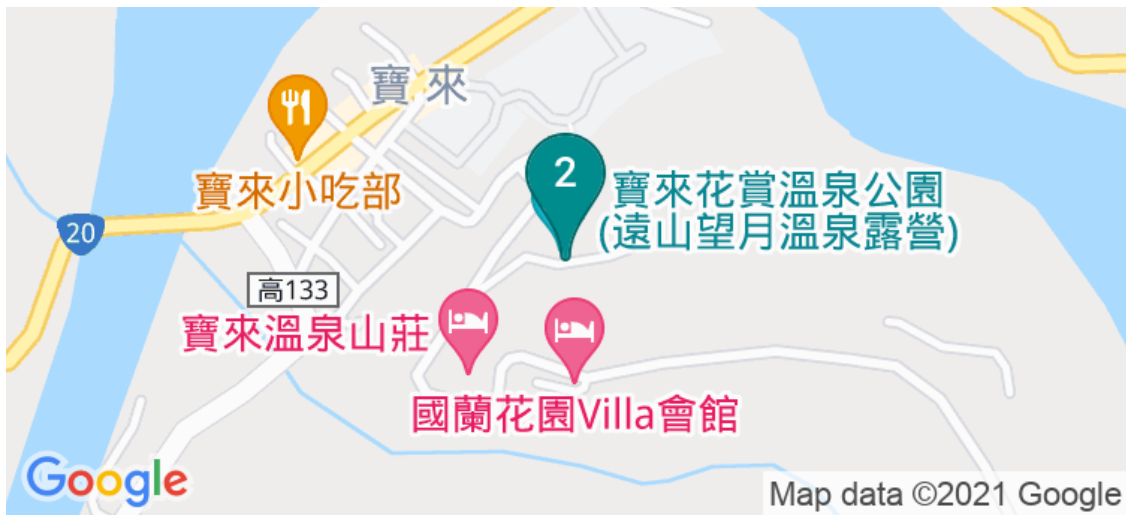 寶來
2
寶來小吃部
寶來花賞溫泉公園
(遠山望月溫泉露營)
20
高133
寶來溫泉山莊
國蘭花園Villa會館
Google
Map data ©2021 Google